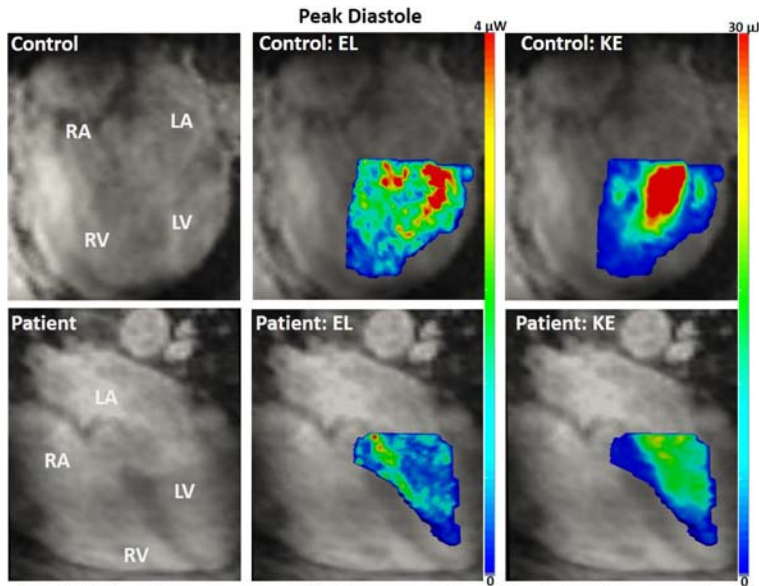 Peak Diastole
4 µW
30 µJ
Control
Control: EL
Control: KE
RA
LA
RV
LV
Patient
Patient: EL
Patient: KE
LA
RA
LV
RV
0
0